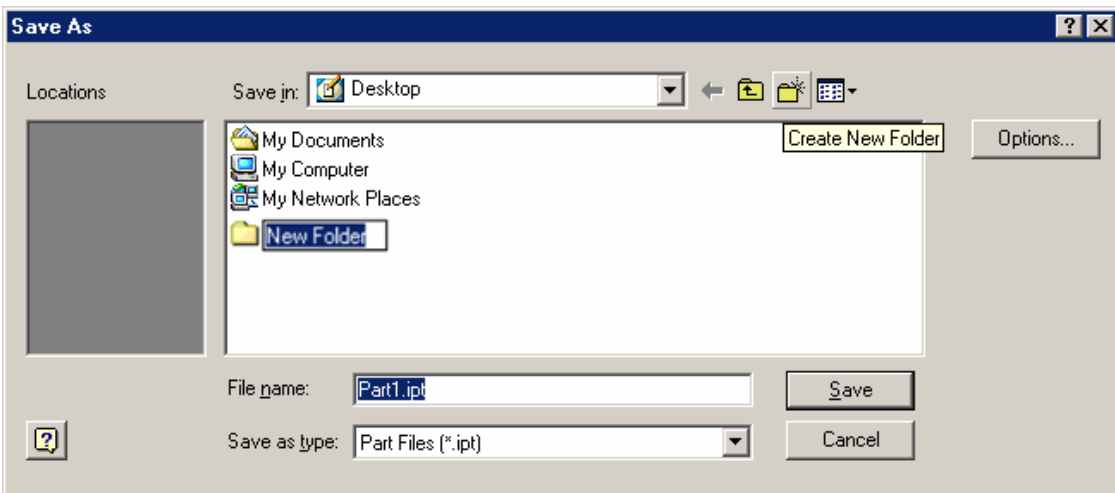 Save As
Locations
Save in: Desktop
My Documents
My Computer
My Network Places
New Folder
Create New Folder
Options...
File name: Part1.ipt
Save
Save as type: Part Files (*.ipt)
Cancel